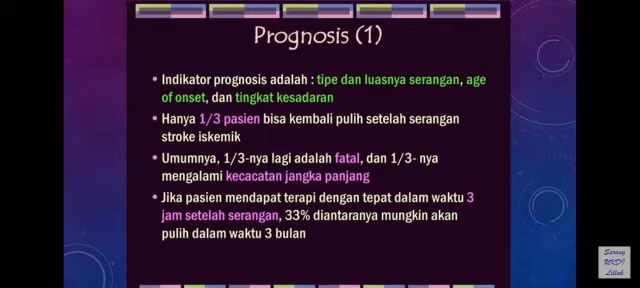 Prognosis (1)
• Indikator prognosis adalah : tipe dan luasnya serangan, age
of onset, dan tingkat kesadaran
• Hanya 1/3 pasien bisa kembali pulih setelah serangan
stroke iskemik
• Umumnya, 1/3-nya lagi adalah fatal, dan 1/3- nya
mengalami kecacatan jangka panjang
• Jika pasien mendapat terapi dengan tepat dalam waktu 3
jam setelah serangan, 33% diantaranya mungkin akan
pulih dalam waktu 3 bulan
Sarang
UKDI